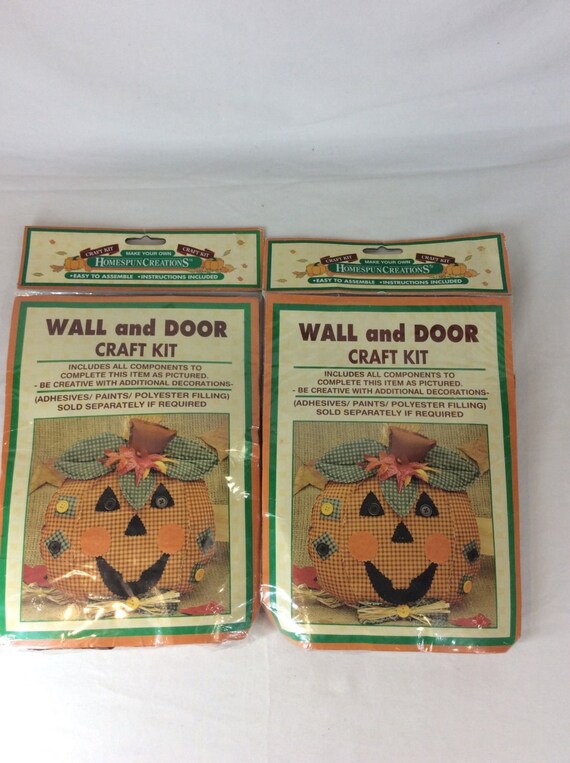 CRAFT KIT
MAKE YOUR OWN
CRAFT KIT
HOMESPUN CREATIONS™
•EASY TO ASSEMBLE •INSTRUCTIONS INCLUDED
WALL and DOOR
CRAFT KIT
INCLUDES ALL COMPONENTS TO
COMPLETE THIS ITEM AS PICTURED.
- BE CREATIVE WITH ADDITIONAL DECORATIONS-
(ADHESIVES/ PAINTS/ POLYESTER FILLING)
SOLD SEPARATELY IF REQUIRED
CRAFT KIT
MAKE YOUR OWN
CRAFT KIT
HOMESPUN CREATIONS™
•EASY TO ASSEMBLE •INSTRUCTIONS INCLUDED
WALL and DOOR
CRAFT KIT
INCLUDES ALL COMPONENTS TO
COMPLETE THIS ITEM AS PICTURED.
- BE CREATIVE WITH ADDITIONAL DECORATIONS-
(ADHESIVES/ PAINTS/ POLYESTER FILLING)
SOLD SEPARATELY IF REQUIRED